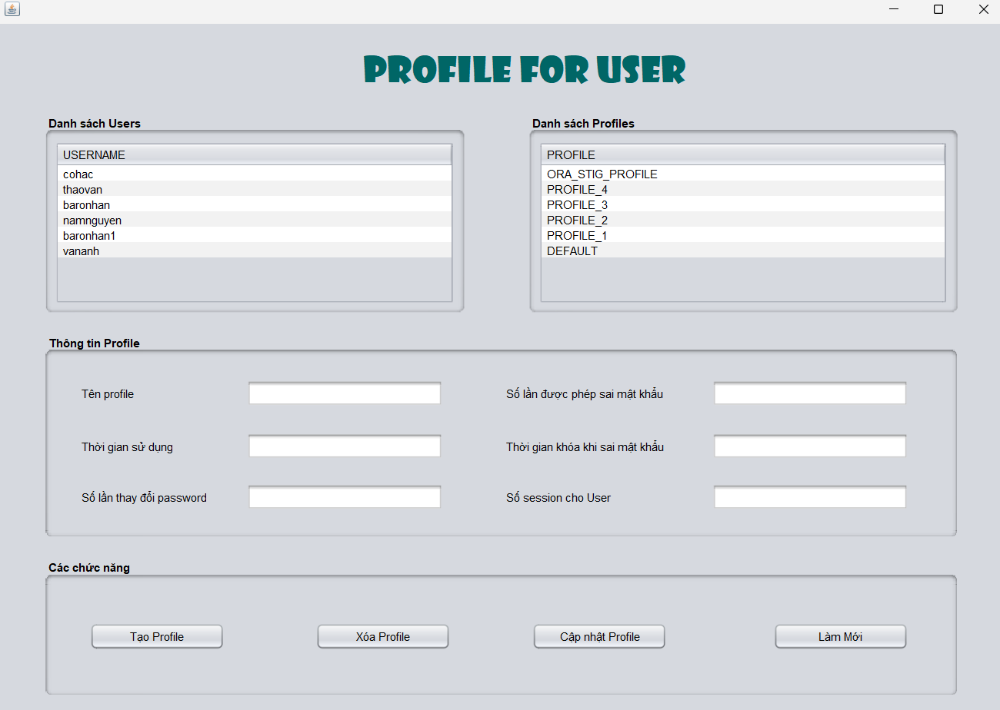 PROFILE FOR USER
Danh sách Users
USERNAME
cohac
thaovan
baronhan
namnguyen
baronhan1
vananh
Danh sách Profiles
PROFILE
ORA_STIG_PROFILE
PROFILE_4
PROFILE_3
PROFILE_2
PROFILE_1
DEFAULT
Thông tin Profile
Tên profile
Số lần được phép sai mật khẩu
Thời gian sử dụng
Thời gian khóa khi sai mật khẩu
Số lần thay đổi password
Số session cho User
Các chức năng
Tạo Profile
Xóa Profile
Cập nhật Profile
Làm Mới